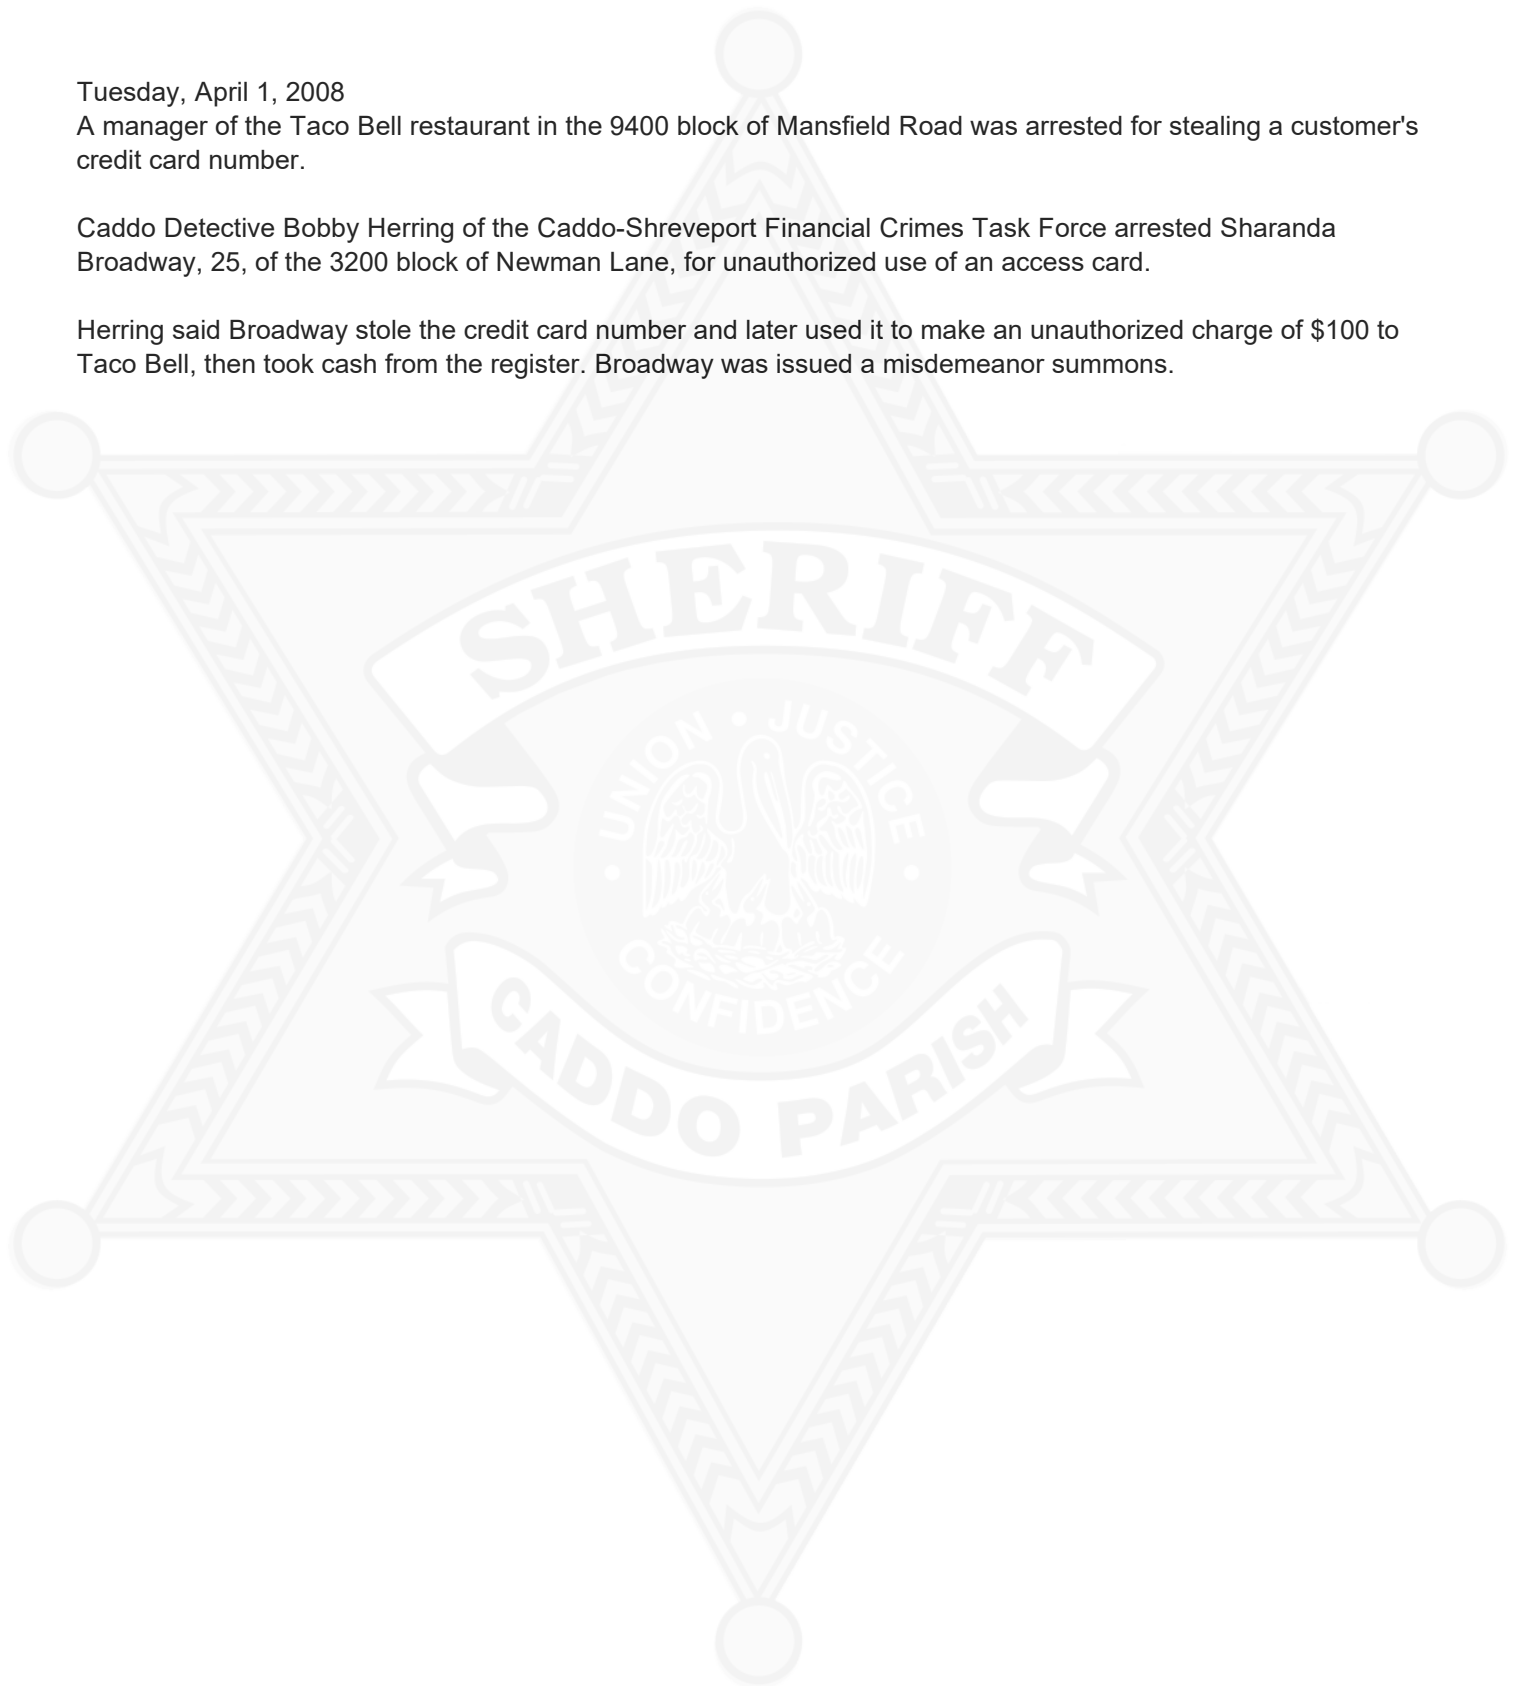 Tuesday, April 1, 2008
A manager of the Taco Bell restaurant in the 9400 block of Mansfield Road was arrested for stealing a customer's
credit card number.
Caddo Detective Bobby Herring of the Caddo-Shreveport Financial Crimes Task Force arrested Sharanda
Broadway, 25, of the 3200 block of Newman Lane, for unauthorized use of an access card.
Herring said Broadway stole the credit card number and later used it to make an unauthorized charge of $100 to
Taco Bell, then took cash from the register. Broadway was issued a misdemeanor summons.
SHERIFF
UNION · JUSTICE
· CONFIDENCE ·
CADDO PARISH